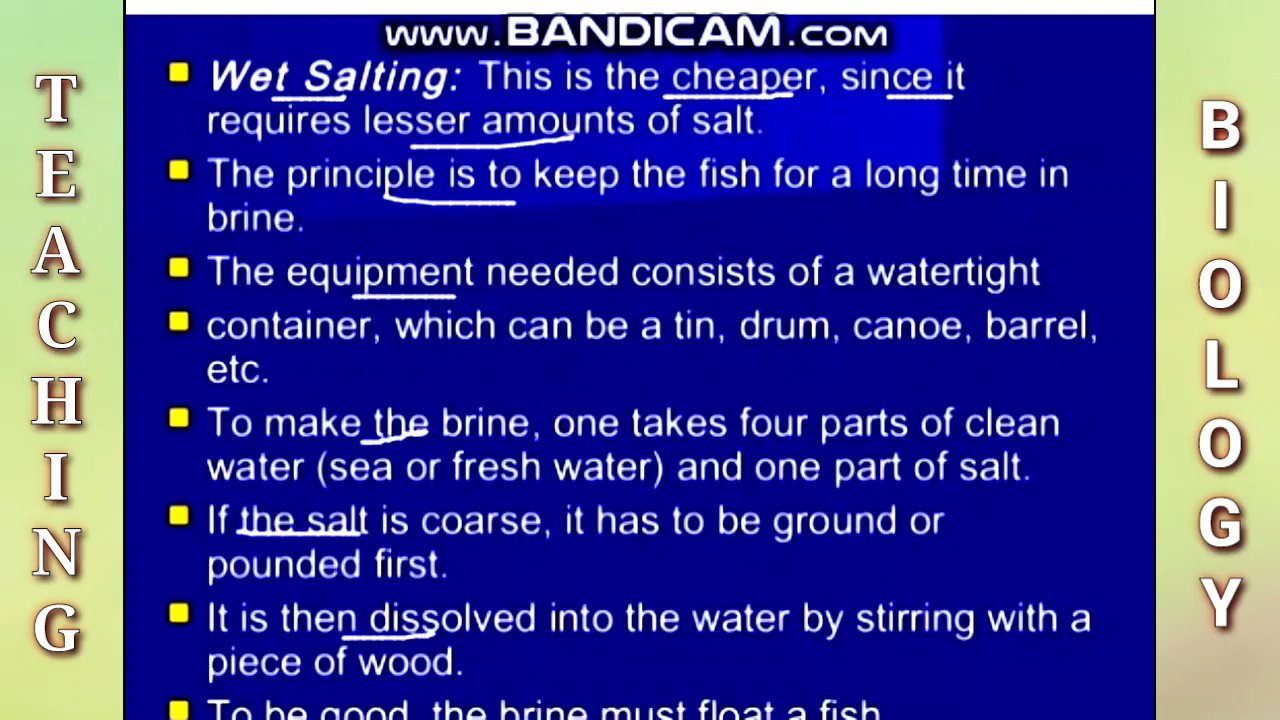 www.BANDICAM.com
Wet Salting: This is the cheaper, since it
requires lesser amounts of salt.
The principle is to keep the fish for a long time in
brine.
The equipment needed consists of a watertight
container, which can be a tin, drum, canoe, barrel,
etc.
To make the brine, one takes four parts of clean
water (sea or fresh water) and one part of salt.
If the salt is coarse, it has to be ground or
pounded first.
It is then dissolved into the water by stirring with a
piece of wood.
To be good, the brine must float a fish.
TEACHING
BIOLOGY